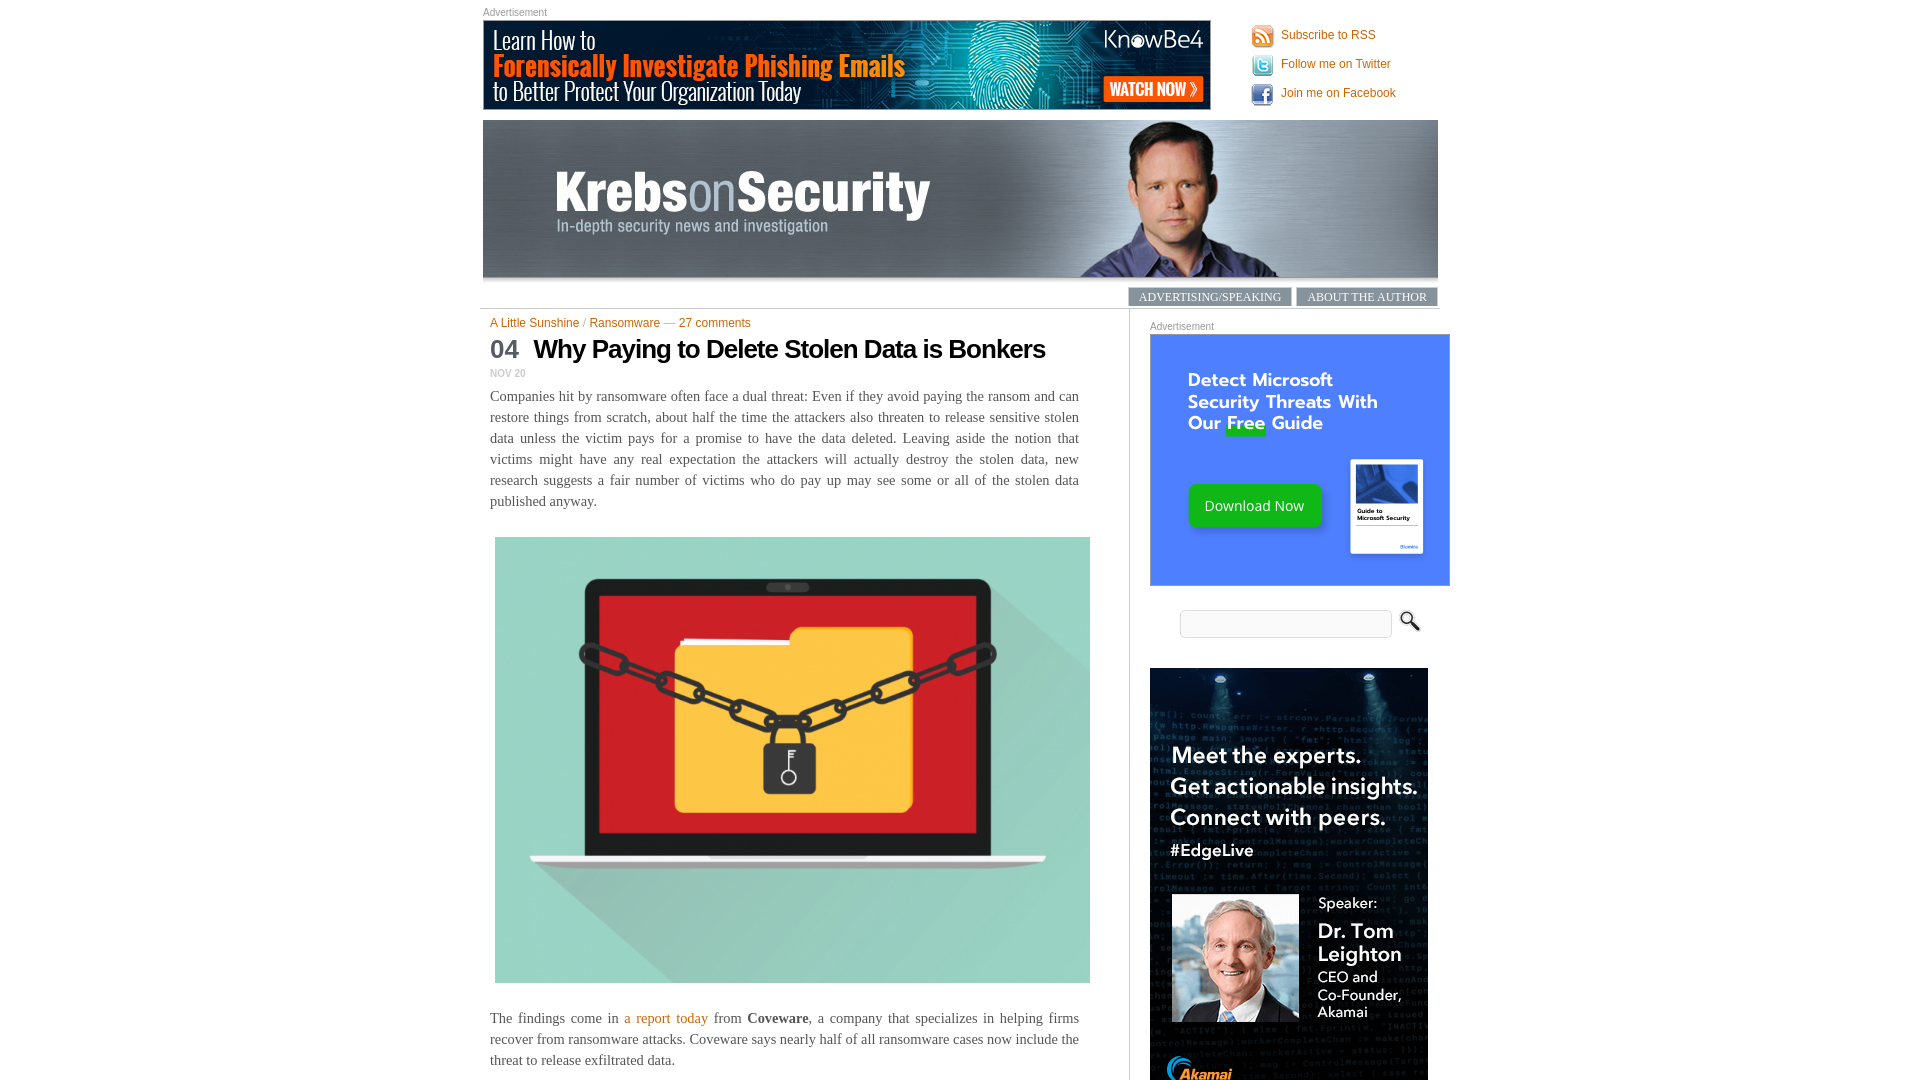 Advertisement
Learn How to
Forensically Investigate Phishing Emails
to Better Protect Your Organization Today
KnowBe4
WATCH NOW
Subscribe to RSS
Follow me on Twitter
Join me on Facebook
KrebsonSecurity
In-depth security news and investigation
ADVERTISING/SPEAKING
ABOUT THE AUTHOR
A Little Sunshine / Ransomware — 27 comments
04 Why Paying to Delete Stolen Data is Bonkers
NOV 20
Companies hit by ransomware often face a dual threat: Even if they avoid paying the ransom and can
restore things from scratch, about half the time the attackers also threaten to release sensitive stolen
data unless the victim pays for a promise to have the data deleted. Leaving aside the notion that
victims might have any real expectation the attackers will actually destroy the stolen data, new
research suggests a fair number of victims who do pay up may see some or all of the stolen data
published anyway.
The findings come in a report today from Coveware, a company that specializes in helping firms
recover from ransomware attacks. Coveware says nearly half of all ransomware cases now include the
threat to release exfiltrated data.
Advertisement
Detect Microsoft
Security Threats With
Our Free Guide
Download Now
Guide to
Microsoft Security
Blumira
Meet the experts.
Get actionable insights.
Connect with peers.
#EdgeLive
Speaker:
Dr. Tom
Leighton
CEO and
Co-Founder,
Akamai
Akamai